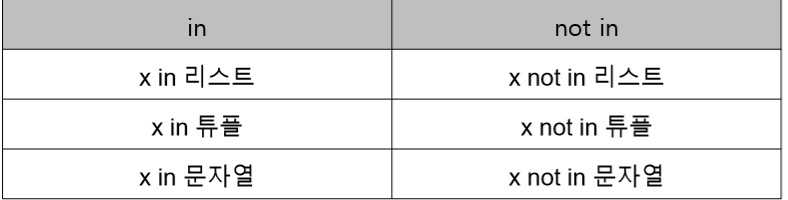 in not in
x in 리스트 x not in 리스트
x in 튜플 x not in 튜플
x in 문자열 x not in 문자열